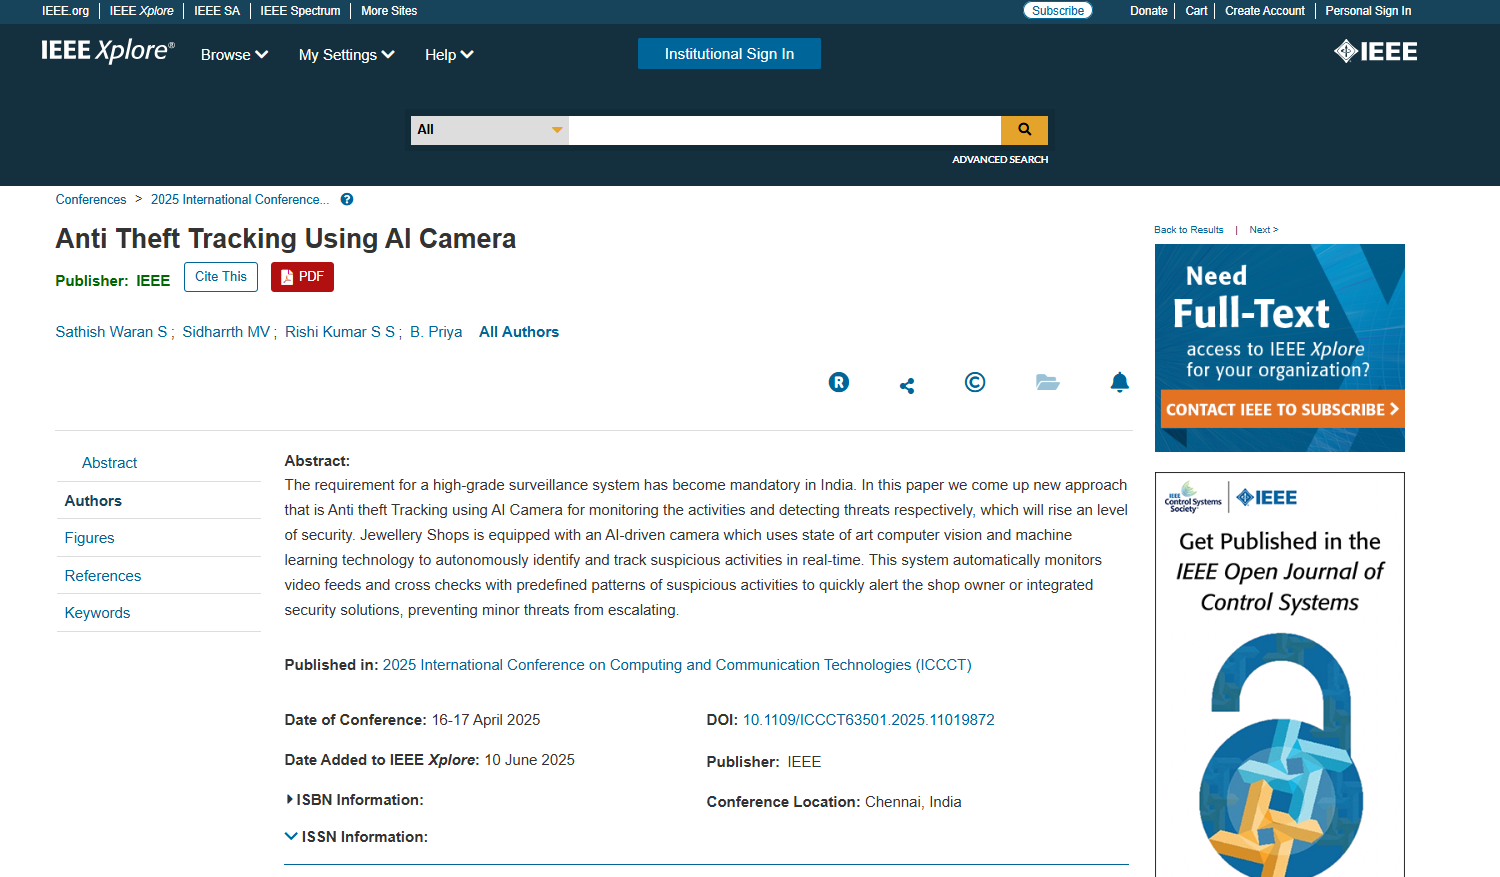 IEEE.org
IEEE Xplore
IEEE SA
IEEE Spectrum
More Sites
Subscribe
Donate
Cart
Create Account
Personal Sign In
IEEE Xplore®
Browse
My Settings
Help
Institutional Sign In
IEEE
All
ADVANCED SEARCH
Conferences > 2025 International Conference... ?
Anti Theft Tracking Using AI Camera
Publisher: IEEE
Cite This
PDF
Sathish Waran S ; Sidharrth MV ; Rishi Kumar S S ; B. Priya All Authors
R
©
Abstract
Authors
Figures
References
Keywords
Abstract:
The requirement for a high-grade surveillance system has become mandatory in India. In this paper we come up new approach
that is Anti theft Tracking using AI Camera for monitoring the activities and detecting threats respectively, which will rise an level
of security. Jewellery Shops is equipped with an AI-driven camera which uses state of art computer vision and machine
learning technology to autonomously identify and track suspicious activities in real-time. This system automatically monitors
video feeds and cross checks with predefined patterns of suspicious activities to quickly alert the shop owner or integrated
security solutions, preventing minor threats from escalating.
Published in: 2025 International Conference on Computing and Communication Technologies (ICCCT)
Date of Conference: 16-17 April 2025
Date Added to IEEE Xplore: 10 June 2025
ISBN Information:
ISSN Information:
DOI: 10.1109/ICCCT63501.2025.11019872
Publisher: IEEE
Conference Location: Chennai, India
Back to Results | Next >
Need
Full-Text
access to IEEE Xplore
for your organization?
CONTACT IEEE TO SUBSCRIBE >
IEEE
Control Systems
Society
IEEE
Get Published in the
IEEE Open Journal of
Control Systems